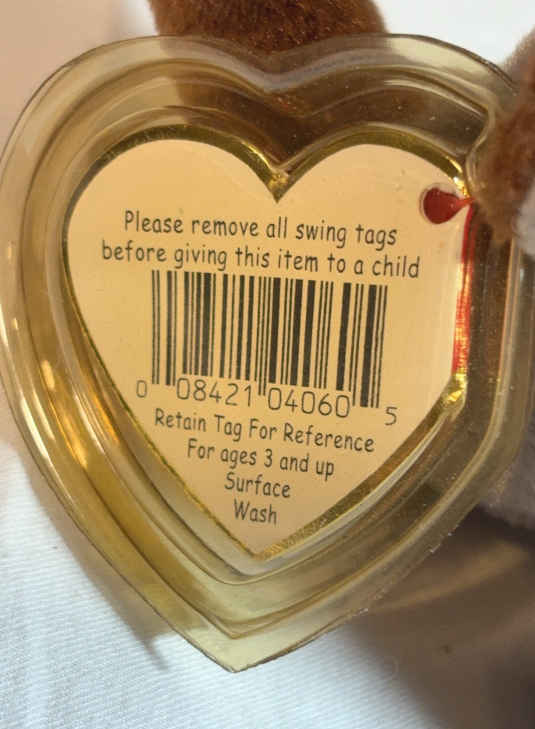 Please remove all swing tags
before giving this item to a child
0 08421 04060 5
Retain Tag For Reference
For ages 3 and up
Surface
Wash